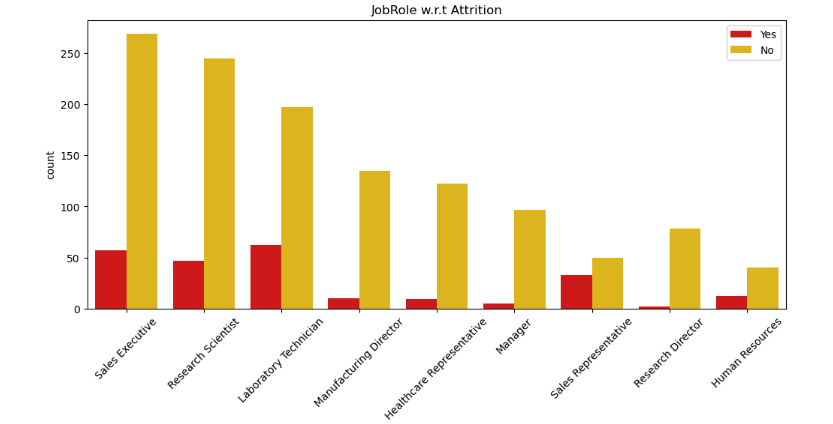 JobRole w.r.t Attrition
Yes
No
count
250
200
150
100
50
0
Sales Executive
Research Scientist
Laboratory Technician
Manufacturing Director
Healthcare Representative
Manager
Sales Representative
Research Director
Human Resources